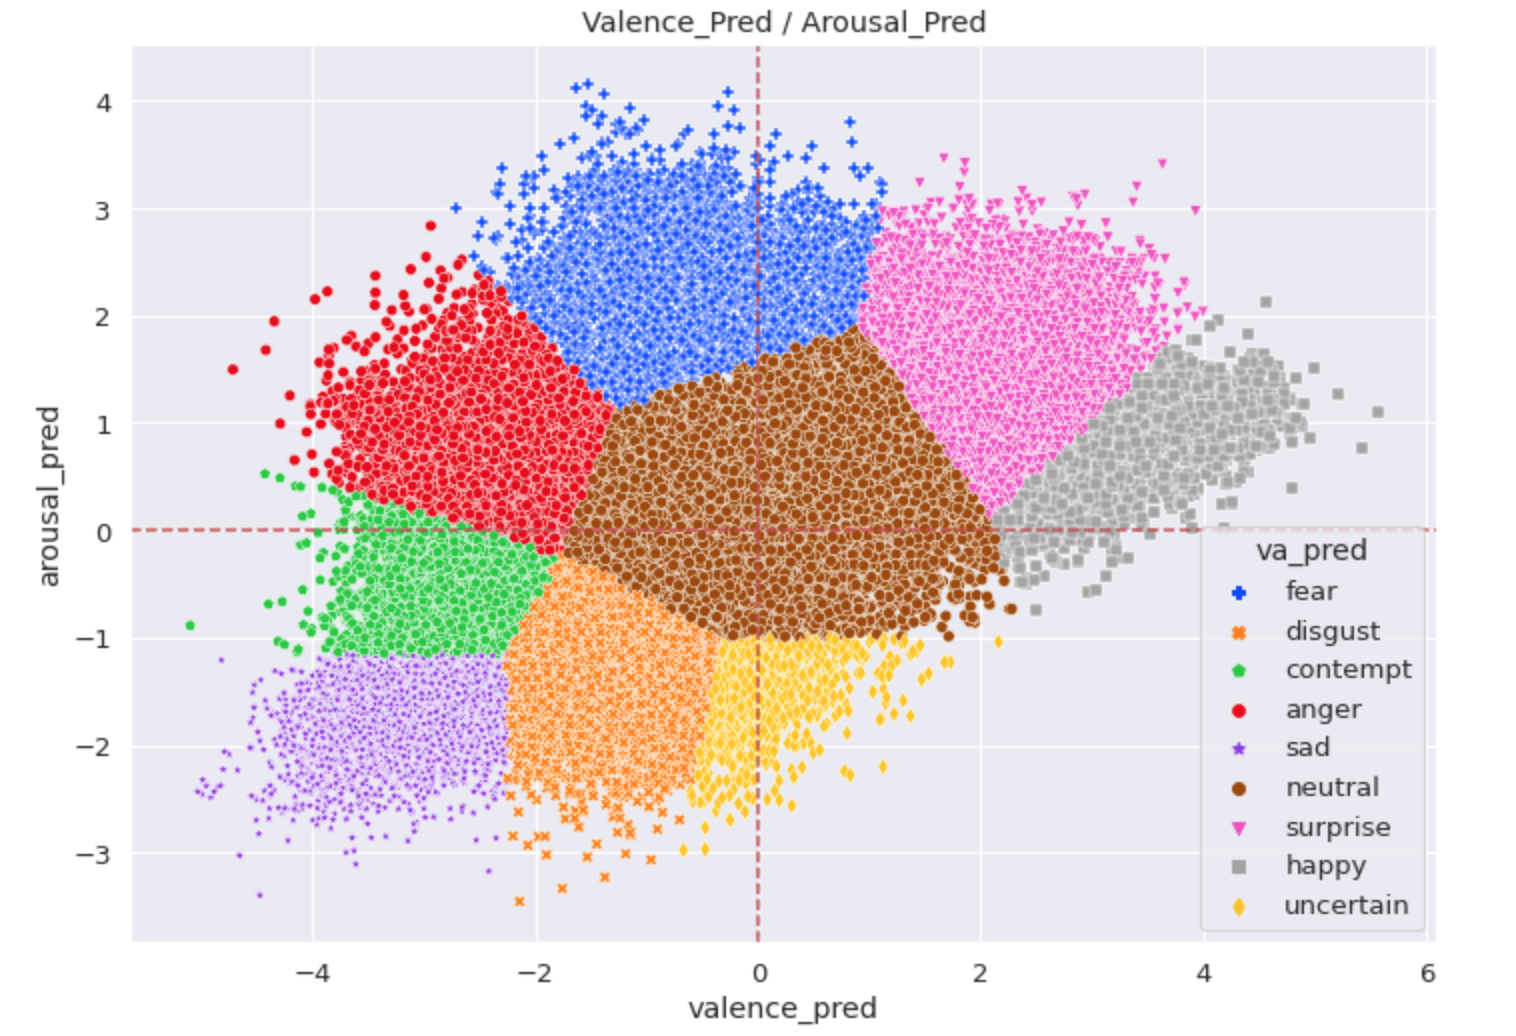 Valence_Pred / Arousal_Pred
4
3
2
1
0
−1
−2
−3
arousal_pred
−4
−2
0
2
4
6
valence_pred
va_pred
fear
disgust
contempt
anger
sad
neutral
surprise
happy
uncertain